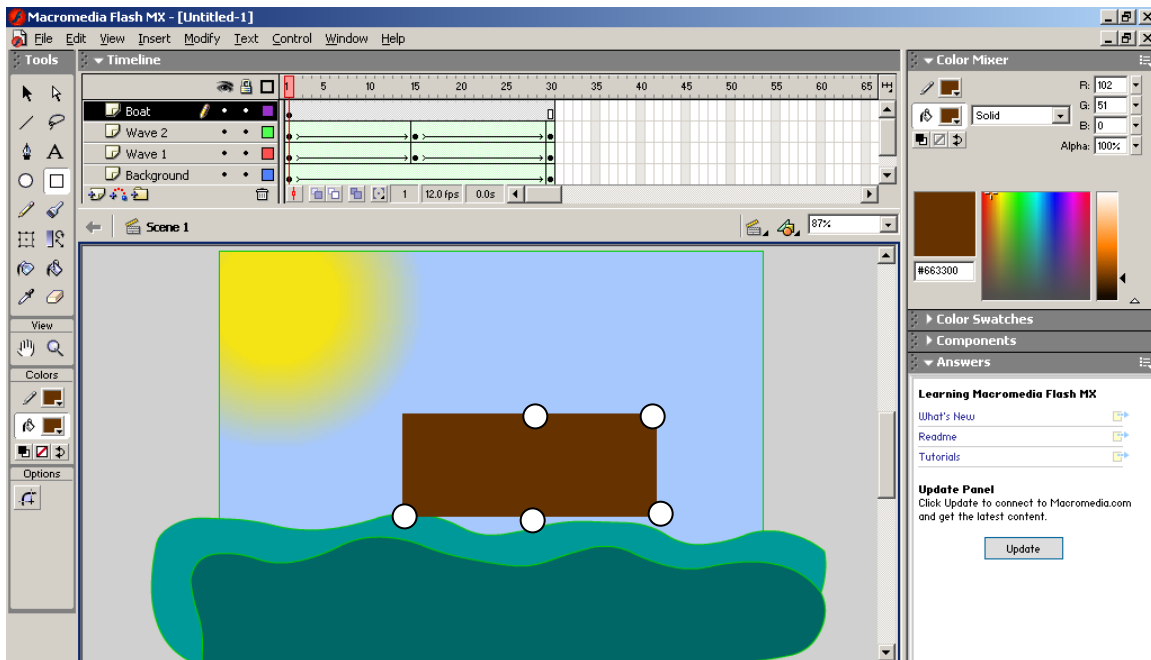 Macromedia Flash MX - [Untitled-1]
File Edit View Insert Modify Text Control Window Help
Tools
Timeline
1 5 10 15 20 25 30 35 40 45 50 55 60 65
Boat
Wave 2
Wave 1
Background
1 12.0 fps 0.0s
Scene 1
87%
View
Colors
Options
Color Mixer
R: 102
G: 51
Solid
B: 0
Alpha: 100%
#663300
Color Swatches
Components
Answers
Learning Macromedia Flash MX
What's New
Readme
Tutorials
Update Panel
Click Update to connect to Macromedia.com
and get the latest content.
Update